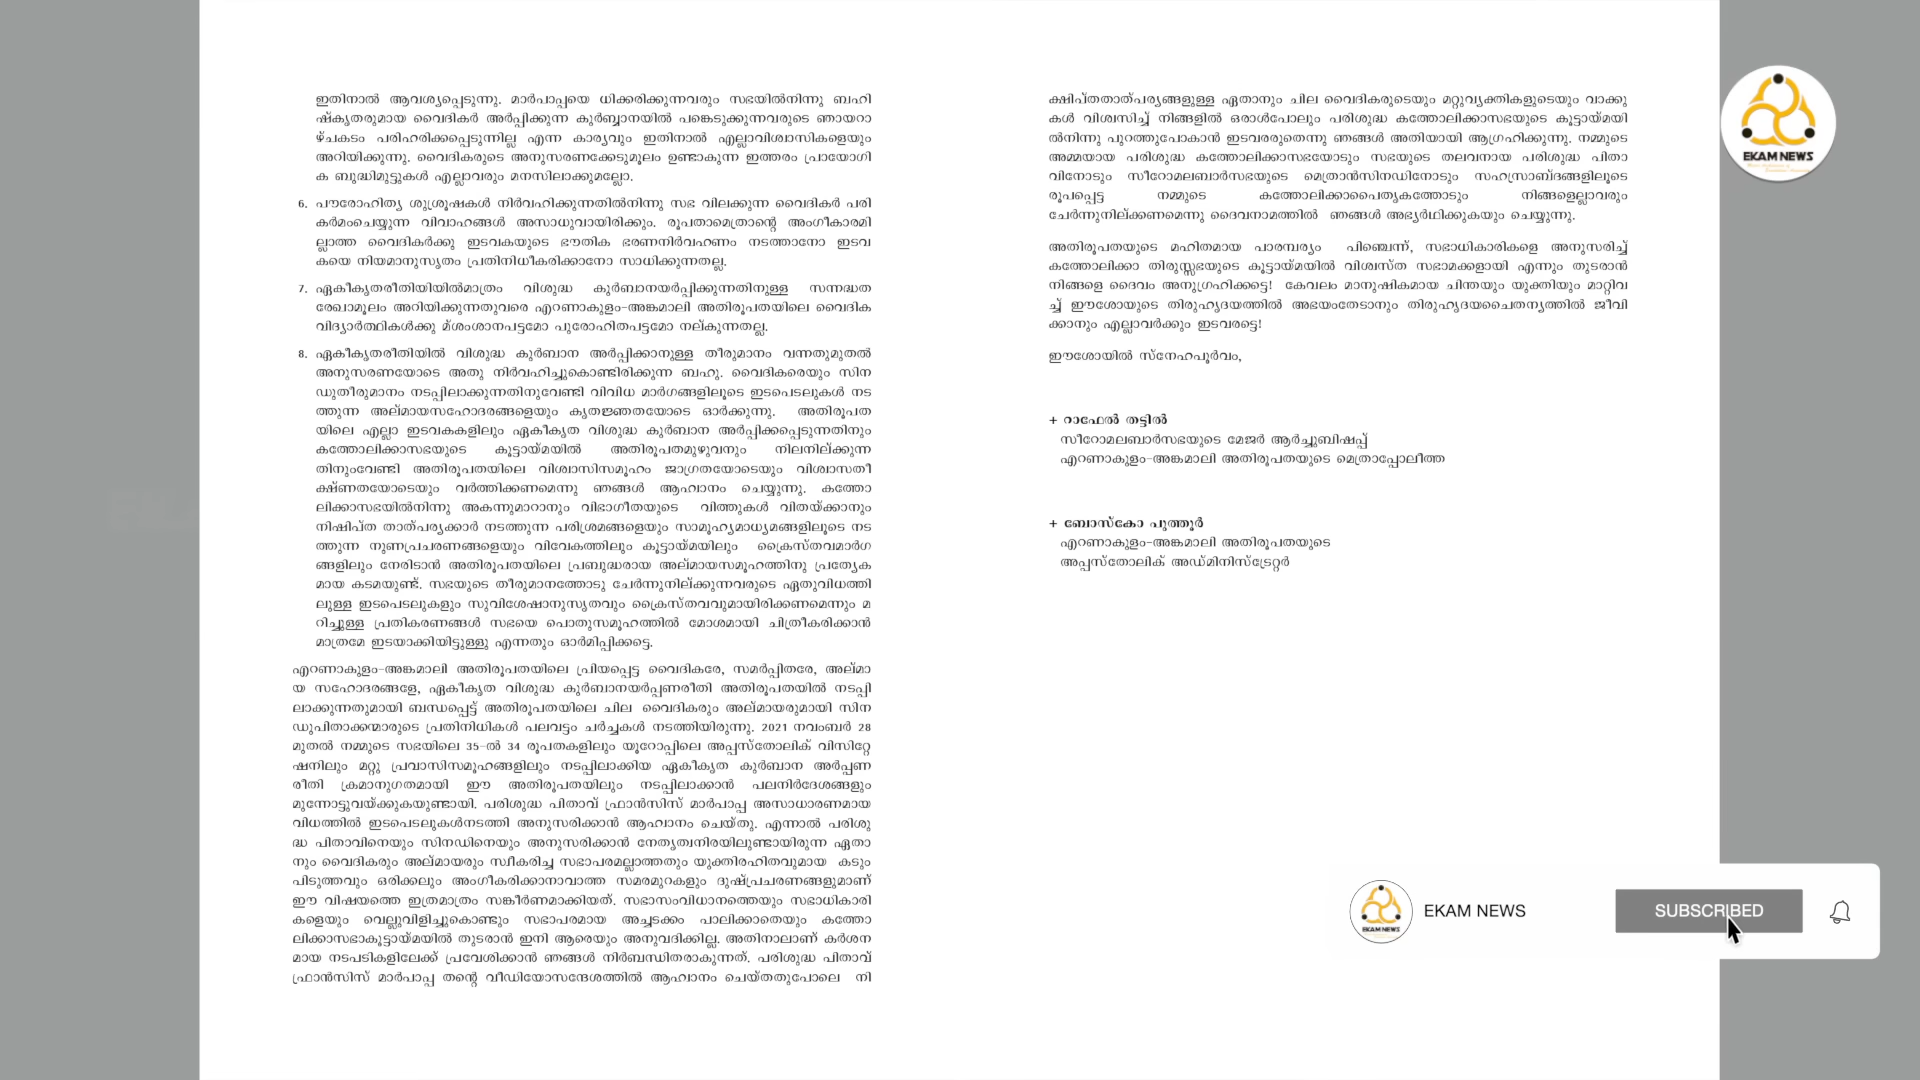 ഇതിനാൽ ആവശ്യപ്പെടുന്നു. മാർപാപ്പയെ ധിക്കരിക്കുന്നവരും സഭയിൽനിന്നു ബഹി
ഷ്കൃതരുമായ വൈദികർ അർപ്പിക്കുന്ന കുർബ്ബാനയിൽ പങ്കെടുക്കുന്നവരുടെ ഞായറാ
ഴ്ചകടം പരിഹരിക്കപ്പെടുന്നില്ല എന്ന കാര്യവും ഇതിനാൽ എല്ലാവിശ്വാസികളെയും
അറിയിക്കുന്നു. വൈദികരുടെ അനുസരണക്കേടുമൂലം ഉണ്ടാകുന്ന ഇത്തരം പ്രായോഗി
ക ബുദ്ധിമുട്ടുകൾ എല്ലാവരും മനസിലാക്കുമല്ലോ.
6. പൗരോഹിത്യ ശുശ്രൂഷകൾ നിർവഹിക്കുന്നതിൽനിന്നു സഭ വിലക്കുന്ന വൈദികർ പരി
കർമംചെയ്യുന്ന വിവാഹങ്ങൾ അസാധുവായിരിക്കും. രൂപതാമെത്രാന്റെ അംഗീകാരമി
ല്ലാത്ത വൈദികർക്കു ഇടവകയുടെ ഭൗതിക ഭരണനിർവഹണം നടത്താനോ ഇടവ
കയെ നിയമാനുസൃതം പ്രതിനിധീകരിക്കാനോ സാധിക്കുന്നതല്ല.
7. ഏകീകൃതരീതിയിയിൽമാത്രം വിശുദ്ധ കുർബാനയർപ്പിക്കുന്നതിനുള്ള സന്നദ്ധത
രേഖാമൂലം അറിയിക്കുന്നതുവരെ എറണാകുളം-അങ്കമാലി അതിരൂപതയിലെ വൈദിക
വിദ്യാർത്ഥികൾക്കു മ്ശംശാനപട്ടമോ പുരോഹിതപട്ടമോ നല്കുന്നതല്ല.
8. ഏകീകൃതരീതിയിൽ വിശുദ്ധ കുർബാന അർപ്പിക്കാനുള്ള തീരുമാനം വന്നതുമുതൽ
അനുസരണയോടെ അതു നിർവഹിച്ചുകൊണ്ടിരിക്കുന്ന ബഹു. വൈദികരെയും സിന
ഡുതീരുമാനം നടപ്പിലാക്കുന്നതിനുവേണ്ടി വിവിധ മാർഗങ്ങളിലൂടെ ഇടപെടലുകൾ നട
ത്തുന്ന അല്മായസഹോദരങ്ങളെയും കൃതജ്ഞതയോടെ ഓർക്കുന്നു. അതിരൂപത
യിലെ എല്ലാ ഇടവകകളിലും ഏകീകൃത വിശുദ്ധ കുർബാന അർപ്പിക്കപ്പെടുന്നതിനും
കത്തോലിക്കാസഭയുടെ കൂട്ടായ്മയിൽ അതിരൂപതമുഴുവനും നിലനില്ക്കുന്ന
തിനുംവേണ്ടി അതിരൂപതയിലെ വിശ്വാസിസമൂഹം ജാഗ്രതയോടെയും വിശ്വാസതീ
ക്ഷ്ണതയോടെയും വർത്തിക്കണമെന്നു ഞങ്ങൾ ആഹ്വാനം ചെയ്യുന്നു. കത്തോ
ലിക്കാസഭയിൽനിന്നു അകന്നുമാറാനും വിഭാഗീതയുടെ വിത്തുകൾ വിതയ്ക്കാനും
നിഷിപ്ത താത്പര്യക്കാർ നടത്തുന്ന പരിശ്രമങ്ങളെയും സാമൂഹ്യമാധ്യമങ്ങളിലൂടെ നട
ത്തുന്ന നുണപ്രചരണങ്ങളെയും വിവേകത്തിലും കൂട്ടായ്മയിലും ക്രൈസ്തവമാർഗ
ങ്ങളിലും നേരിടാൻ അതിരൂപതയിലെ പ്രബുദ്ധരായ അല്മായസമൂഹത്തിനു പ്രത്യേക
മായ കടമയുണ്ട്. സഭയുടെ തീരുമാനത്തോടു ചേർന്നുനില്ക്കുന്നവരുടെ ഏതുവിധത്തി
ലുള്ള ഇടപെടലുകളും സുവിശേഷാനുസൃതവും ക്രൈസ്തവവുമായിരിക്കണമെന്നും മ
റിച്ചുള്ള പ്രതികരണങ്ങൾ സഭയെ പൊതുസമൂഹത്തിൽ മോശമായി ചിത്രീകരിക്കാൻ
മാത്രമേ ഇടയാക്കിയിട്ടുള്ളു എന്നതും ഓർമിപ്പിക്കട്ടെ.
എറണാകുളം-അങ്കമാലി അതിരൂപതയിലെ പ്രിയപ്പെട്ട വൈദികരേ, സമർപ്പിതരേ, അല്മാ
യ സഹോദരങ്ങളേ, ഏകീകൃത വിശുദ്ധ കുർബാനയർപ്പണരീതി അതിരൂപതയിൽ നടപ്പി
ലാക്കുന്നതുമായി ബന്ധപ്പെട്ട് അതിരൂപതയിലെ ചില വൈദികരും അല്മായരുമായി സിന
ഡുപിതാക്കന്മാരുടെ പ്രതിനിധികൾ പലവട്ടം ചർച്ചകൾ നടത്തിയിരുന്നു. 2021 നവംബർ 28
മുതൽ നമ്മുടെ സഭയിലെ 35-ൽ 34 രൂപതകളിലും യൂറോപ്പിലെ അപ്പസ്തോലിക് വിസിറ്റേ
ഷനിലും മറ്റു പ്രവാസിസമൂഹങ്ങളിലും നടപ്പിലാക്കിയ ഏകീകൃത കുർബാന അർപ്പണ
രീതി ക്രമാനുഗതമായി ഈ അതിരൂപതയിലും നടപ്പിലാക്കാൻ പലനിർദേശങ്ങളും
മുന്നോട്ടുവയ്ക്കുകയുണ്ടായി. പരിശുദ്ധ പിതാവ് ഫ്രാൻസിസ് മാർപാപ്പ അസാധാരണമായ
വിധത്തിൽ ഇടപെടലുകൾനടത്തി അനുസരിക്കാൻ ആഹ്വാനം ചെയ്തു. എന്നാൽ പരിശു
ദ്ധ പിതാവിനെയും സിനഡിനെയും അനുസരിക്കാൻ നേതൃത്വനിരയിലുണ്ടായിരുന്ന ഏതാ
നും വൈദികരും അല്മായരും സ്വീകരിച്ച സഭാപരമല്ലാത്തതും യുക്തിരഹിതവുമായ കടും
പിടുത്തവും ഒരിക്കലും അംഗീകരിക്കാനാവാത്ത സമരമുറകളും ദുഷ്പ്രചരണങ്ങളുമാണ്
ഈ വിഷയത്തെ ഇത്രമാത്രം സങ്കീർണമാക്കിയത്. സഭാസംവിധാനത്തെയും സഭാധികാരി
കളെയും വെല്ലുവിളിച്ചുകൊണ്ടും സഭാപരമായ അച്ചടക്കം പാലിക്കാതെയും കത്തോ
ലിക്കാസഭാകൂട്ടായ്മയിൽ തുടരാൻ ഇനി ആരെയും അനുവദിക്കില്ല. അതിനാലാണ് കർശന
മായ നടപടികളിലേക്ക് പ്രവേശിക്കാൻ ഞങ്ങൾ നിർബന്ധിതരാകുന്നത്. പരിശുദ്ധ പിതാവ്
ഫ്രാൻസിസ് മാർപാപ്പ തന്റെ വീഡിയോസന്ദേശത്തിൽ ആഹ്വാനം ചെയ്തതുപോലെ നി
ക്ഷിപ്തതാത്പര്യങ്ങളുള്ള ഏതാനും ചില വൈദികരുടെയും മറ്റുവ്യക്തികളുടെയും വാക്കു
കൾ വിശ്വസിച്ച് നിങ്ങളിൽ ഒരാൾപോലും പരിശുദ്ധ കത്തോലിക്കാസഭയുടെ കൂട്ടായ്മയി
ൽനിന്നു പുറത്തുപോകാൻ ഇടവരരുതെന്നു ഞങ്ങൾ അതിയായി ആഗ്രഹിക്കുന്നു. നമ്മുടെ
അമ്മയായ പരിശുദ്ധ കത്തോലിക്കാസഭയോടും സഭയുടെ തലവനായ പരിശുദ്ധ പിതാ
വിനോടും സീറോമലബാർസഭയുടെ മെത്രാൻസിനഡിനോടും സഹസ്രാബ്ദങ്ങളിലൂടെ
രൂപപ്പെട്ട നമ്മുടെ കത്തോലിക്കാപൈതൃകത്തോടും നിങ്ങളെല്ലാവരും
ചേർന്നുനില്ക്കണമെന്നു ദൈവനാമത്തിൽ ഞങ്ങൾ അഭ്യർഥിക്കുകയും ചെയ്യുന്നു.
അതിരൂപതയുടെ മഹിതമായ പാരമ്പര്യം പിഞ്ചെന്ന്, സഭാധികാരികളെ അനുസരിച്ച്
കത്തോലിക്കാ തിരുസ്സഭയുടെ കൂട്ടായ്മയിൽ വിശ്വസ്ത സഭാമക്കളായി എന്നും തുടരാൻ
നിങ്ങളെ ദൈവം അനുഗ്രഹിക്കട്ടെ! കേവലം മാനുഷികമായ ചിന്തയും യുക്തിയും മാറ്റിവ
ച്ച് ഈശോയുടെ തിരുഹൃദയത്തിൽ അഭയംതേടാനും തിരുഹൃദയചൈതന്യത്തിൽ ജീവി
ക്കാനും എല്ലാവർക്കും ഇടവരട്ടെ!
ഈശോയിൽ സ്നേഹപൂർവം,
+ റാഫേൽ തട്ടിൽ
സീറോമലബാർസഭയുടെ മേജർ ആർച്ചുബിഷപ്പ്
എറണാകുളം-അങ്കമാലി അതിരൂപതയുടെ മെത്രാപ്പോലീത്ത
+ ബോസ്കോ പുത്തൂർ
എറണാകുളം-അങ്കമാലി അതിരൂപതയുടെ
അപ്പസ്തോലിക് അഡ്മിനിസ്ട്രേറ്റർ
EKAM NEWS
EKAM NEWS
EKAM NEWS
SUBSCRIBED